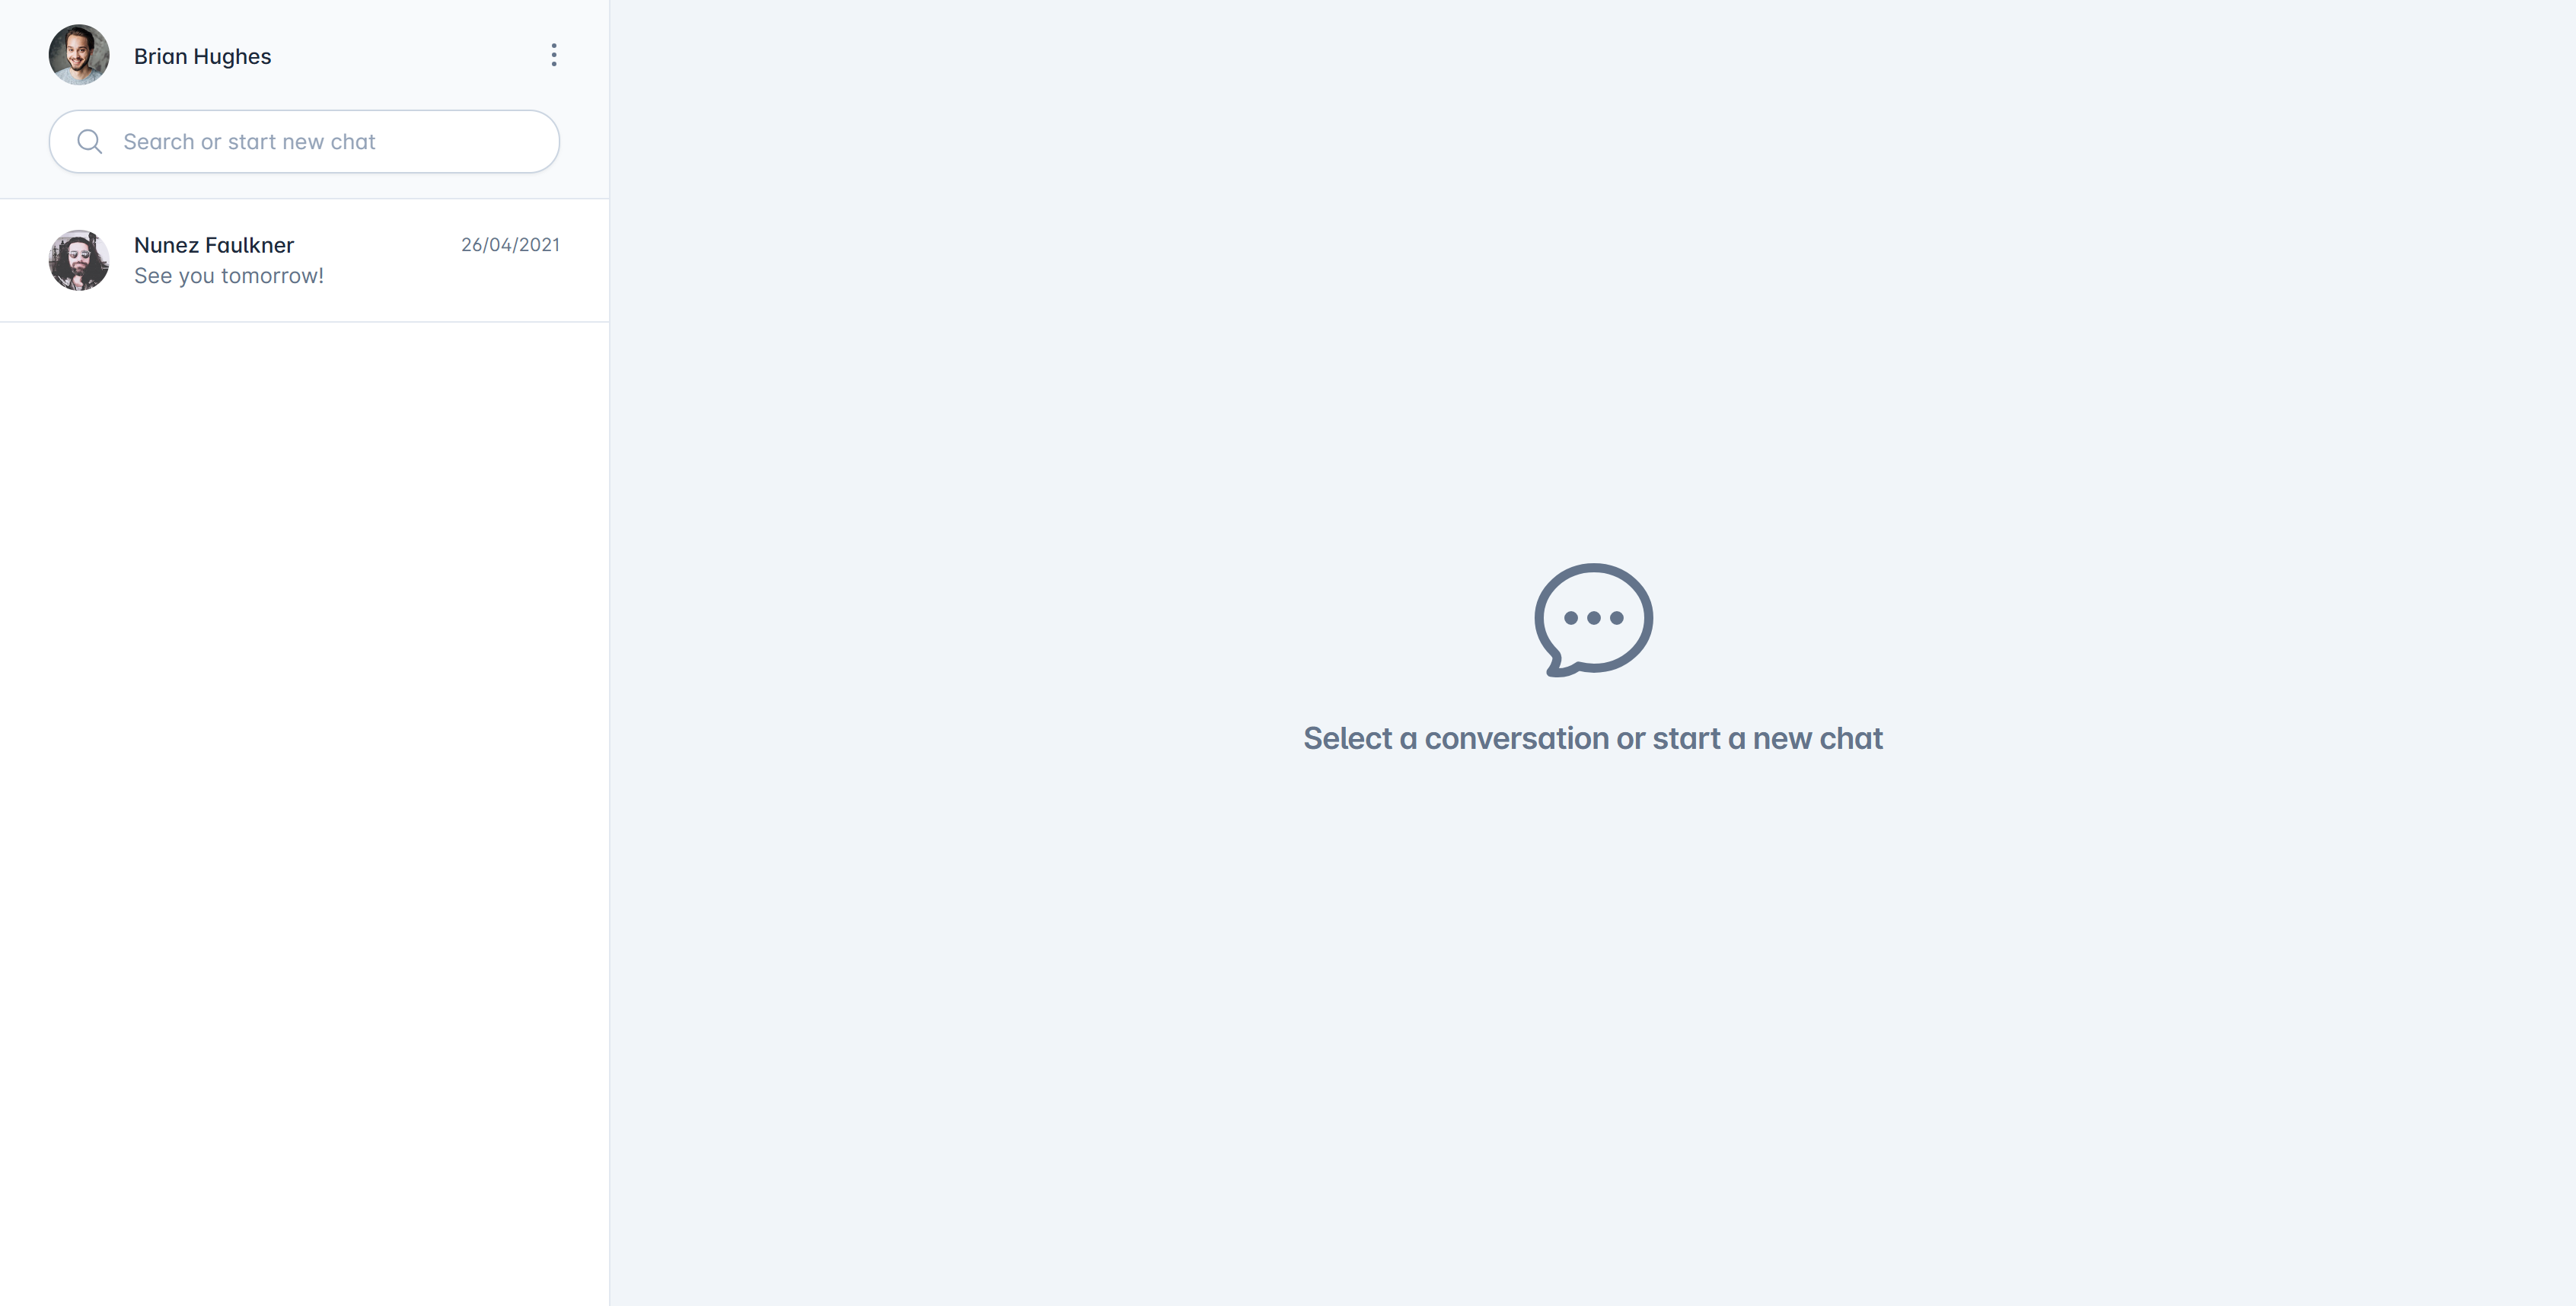 Brian Hughes
Search or start new chat
Nunez Faulkner
26/04/2021
See you tomorrow!
Select a conversation or start a new chat